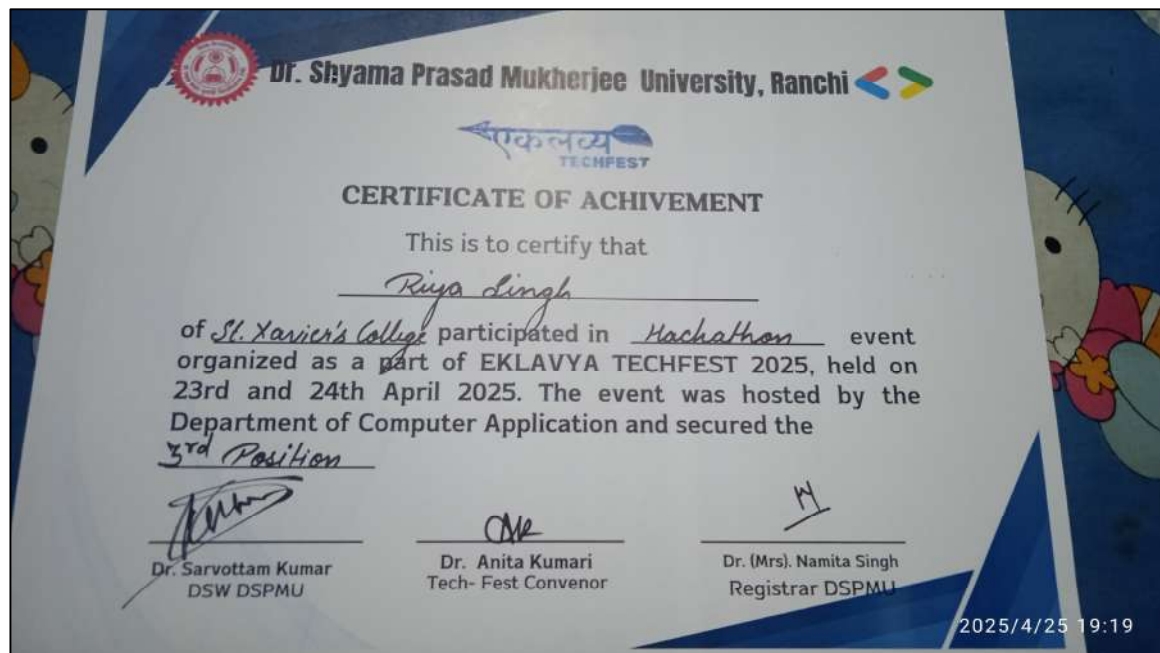 Dr. Shyama Prasad Mukherjee University, Ranchi
एकलव्य
TECHFEST
CERTIFICATE OF ACHIVEMENT
This is to certify that
Riya Singh
of St. Xavier's College participated in Hachathon event
organized as a part of EKLAVYA TECHFEST 2025, held on
23rd and 24th April 2025. The event was hosted by the
Department of Computer Application and secured the
3rd Position
Dr. Sarvottam Kumar
DSW DSPMU
Dr. Anita Kumari
Tech- Fest Convenor
Dr. (Mrs). Namita Singh
Registrar DSPMU
2025/4/25 19:19